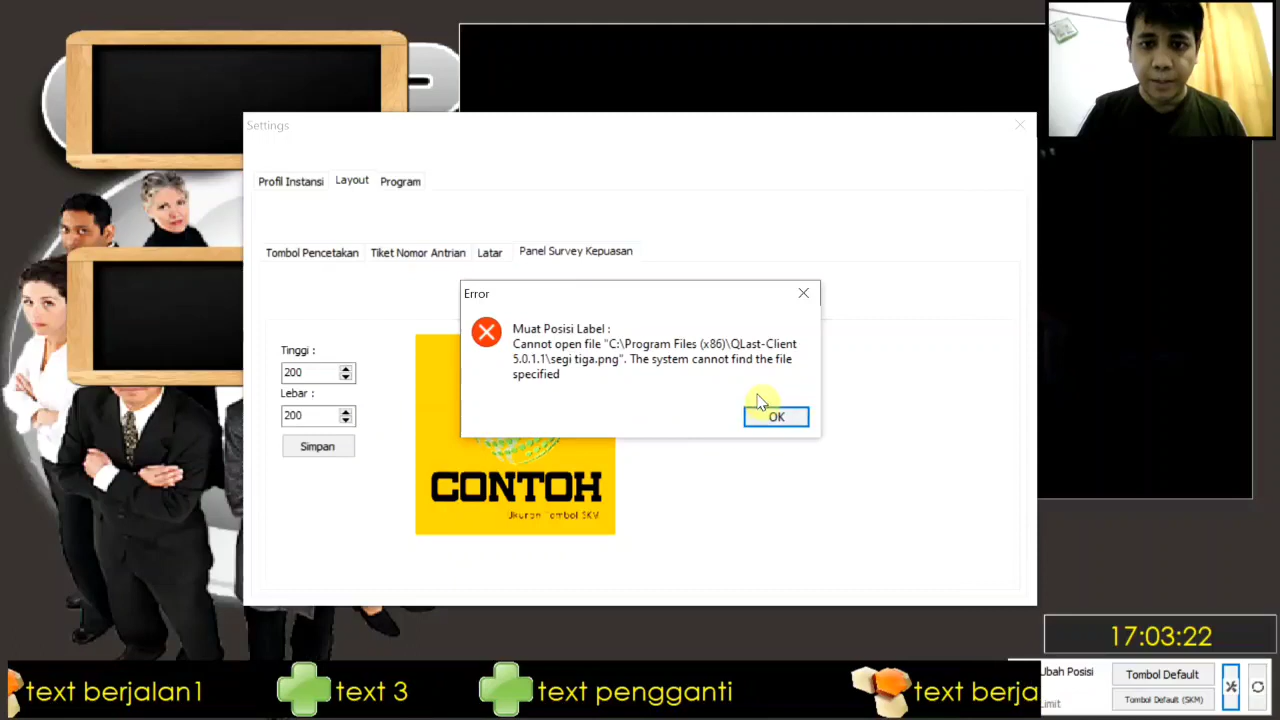 Settings
Profil Instansi
Layout
Program
Tombol Pencetakan
Tiket Nomor Antrian
Latar
Panel Survey Kepuasan
Error
Muat Posisi Label :
Cannot open file "C:\Program Files (x86)\QLast-Client
5.0.1.1\segi tiga.png". The system cannot find the file
specified
OK
Tinggi :
200
Lebar :
200
Simpan
CONTOH
Ukuran Tombol SKM
17:03:22
Ubah Posisi
Tombol Default
Limit
Tombol Default (SKM)
text berjalan1
text 3
text pengganti
text berja